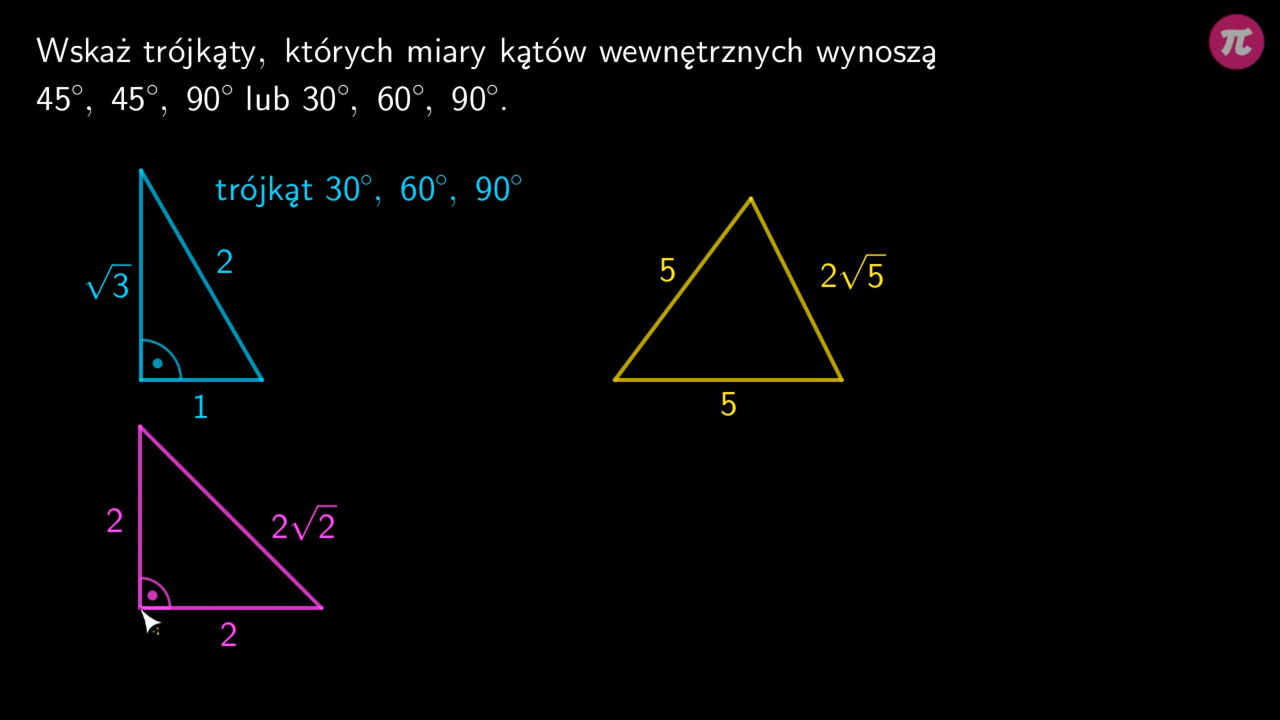 Wskaż trójkąty, których miary kątów wewnętrznych wynoszą
45°, 45°, 90° lub 30°, 60°, 90°.
trójkąt 30°, 60°, 90°
√3
2
1
5
2√5
5
2
2√2
2
π